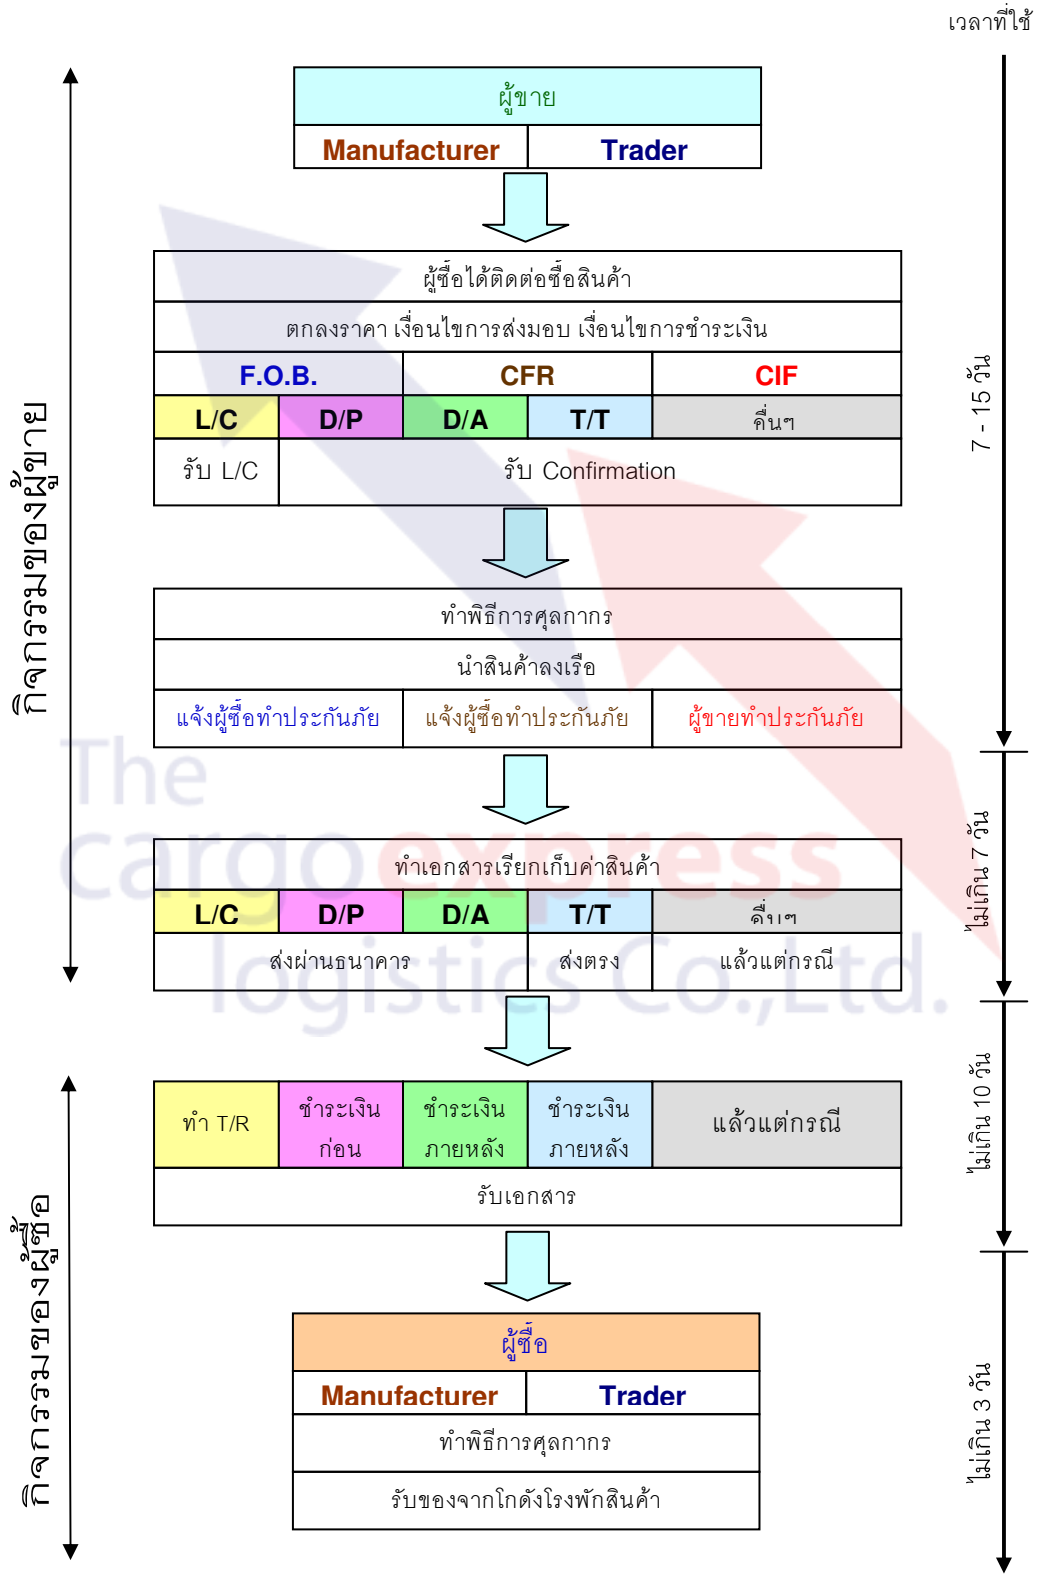 เวลาที่ใช้
ผู้ขาย
Manufacturer Trader
ผู้ซื้อได้ติดต่อซื้อสินค้า
ตกลงราคา เงื่อนไขการส่งมอบ เงื่อนไขการชำระเงิน
F.O.B. CFR CIF
L/C D/P D/A T/T คื่นๆ
รับ L/C รับ Confirmation
7 - 15 วัน
กิจกรรมของผู้ขาย
ทำพิธีการศุลกากร
นำสินค้าลงเรือ
แจ้งผู้ซื้อทำประกันภัย แจ้งผู้ซื้อทำประกันภัย ผู้ขายทำประกันภัย
The
cargo express
logistics Co.,Ltd.
ทำเอกสารเรียกเก็บค่าสินค้า
L/C D/P D/A T/T คื่นๆ
ส่งผ่านธนาคาร ส่งตรง แล้วแต่กรณี
ไม่เกิน 7 วัน
ทำ T/R ชำระเงินก่อน ชำระเงินภายหลัง ชำระเงินภายหลัง แล้วแต่กรณี
รับเอกสาร
ไม่เกิน 10 วัน
กิจกรรมของผู้ซื้อ
ผู้ซื้อ
Manufacturer Trader
ทำพิธีการศุลกากร
รับของจากโกดังโรงพักสินค้า
ไม่เกิน 3 วัน